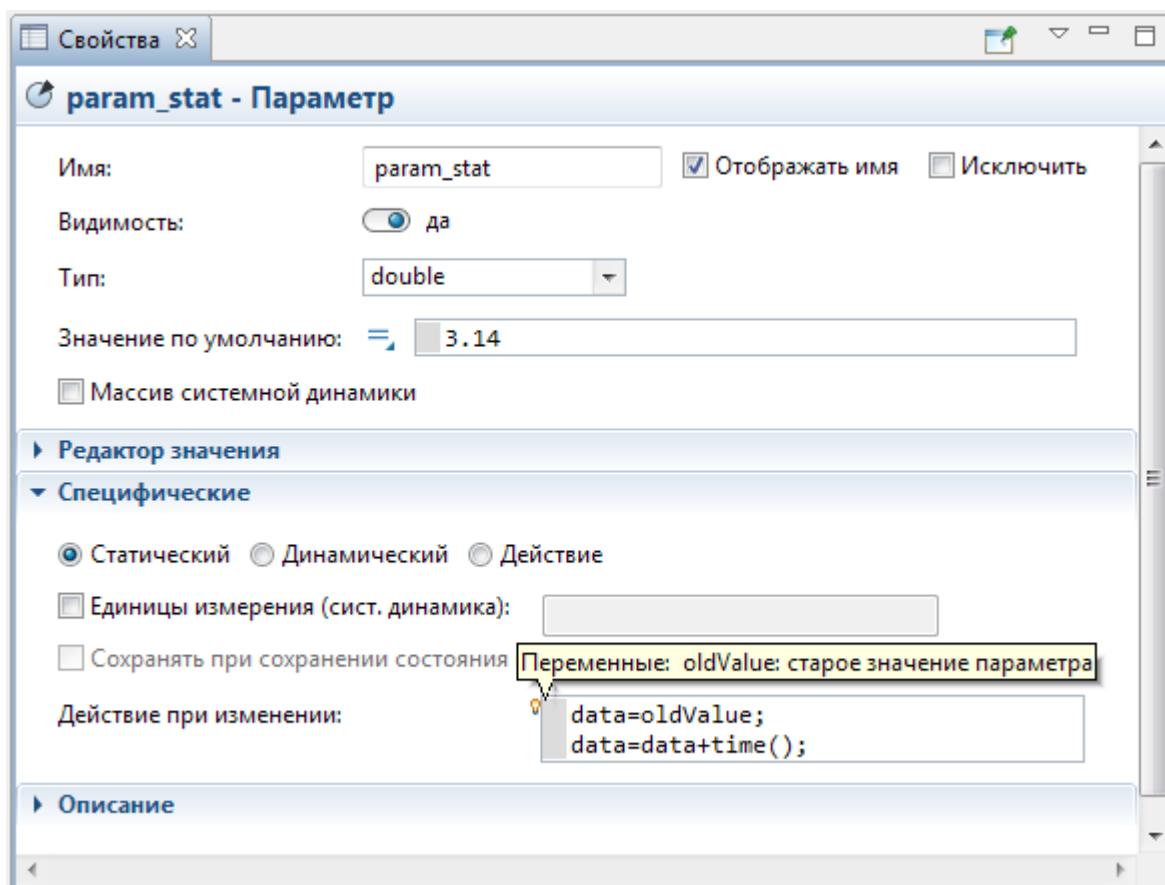 Свойства
param_stat - Параметр
Имя: param_stat Отображать имя Исключить
Видимость: да
Тип: double
Значение по умолчанию: 3.14
Массив системной динамики
Редактор значения
Специфические
Статический Динамический Действие
Единицы измерения (сист. динамика):
Сохранять при сохранении состояния
Переменные: oldValue: старое значение параметра
Действие при изменении: data=oldValue;
data=data+time();
Описание